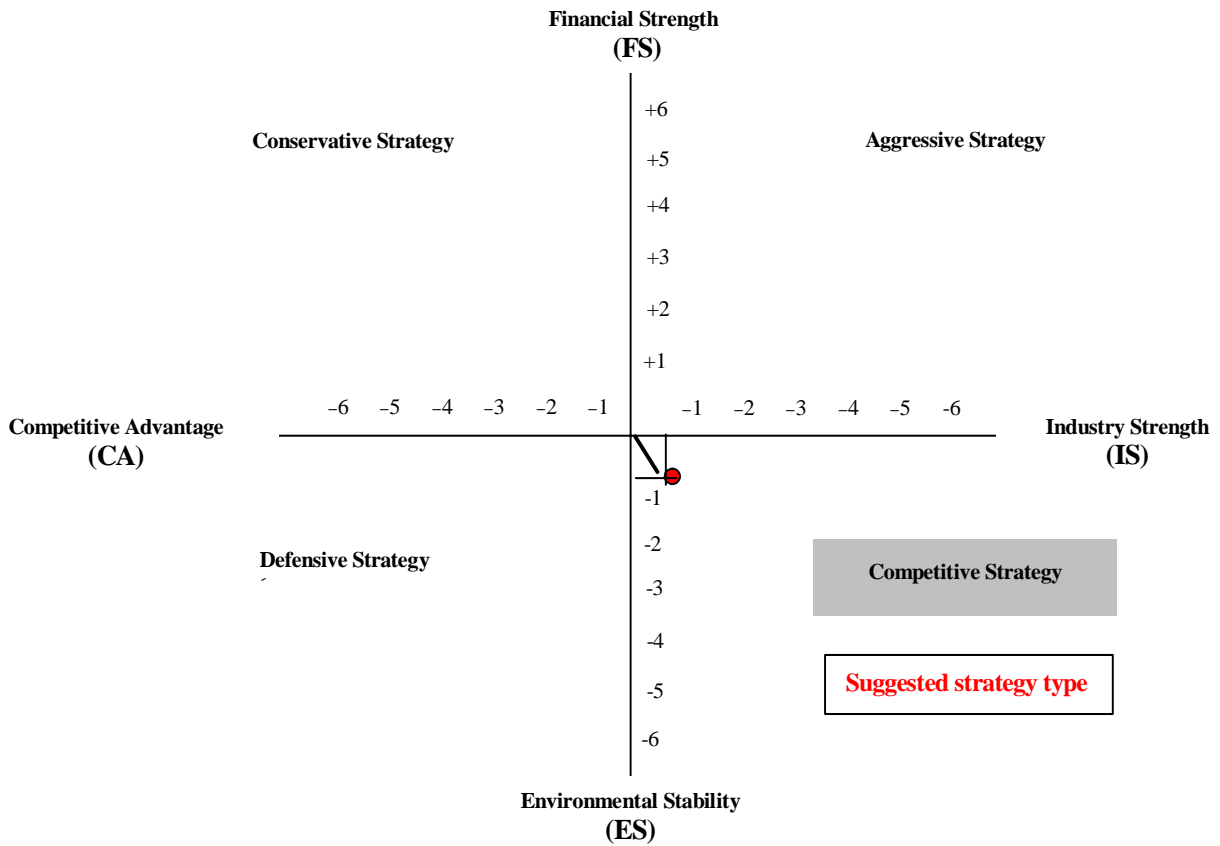 Financial Strength
(FS)
+6
Conservative Strategy
Aggressive Strategy
+5
+4
+3
+2
+1
−6 −5 −4 −3 −2 −1 −1 −2 −3 −4 −5 -6
Competitive Advantage
(CA)
Industry Strength
(IS)
-1
-2
Defensive Strategy
Competitive Strategy
-3
-4
Suggested strategy type
-5
-6
Environmental Stability
(ES)